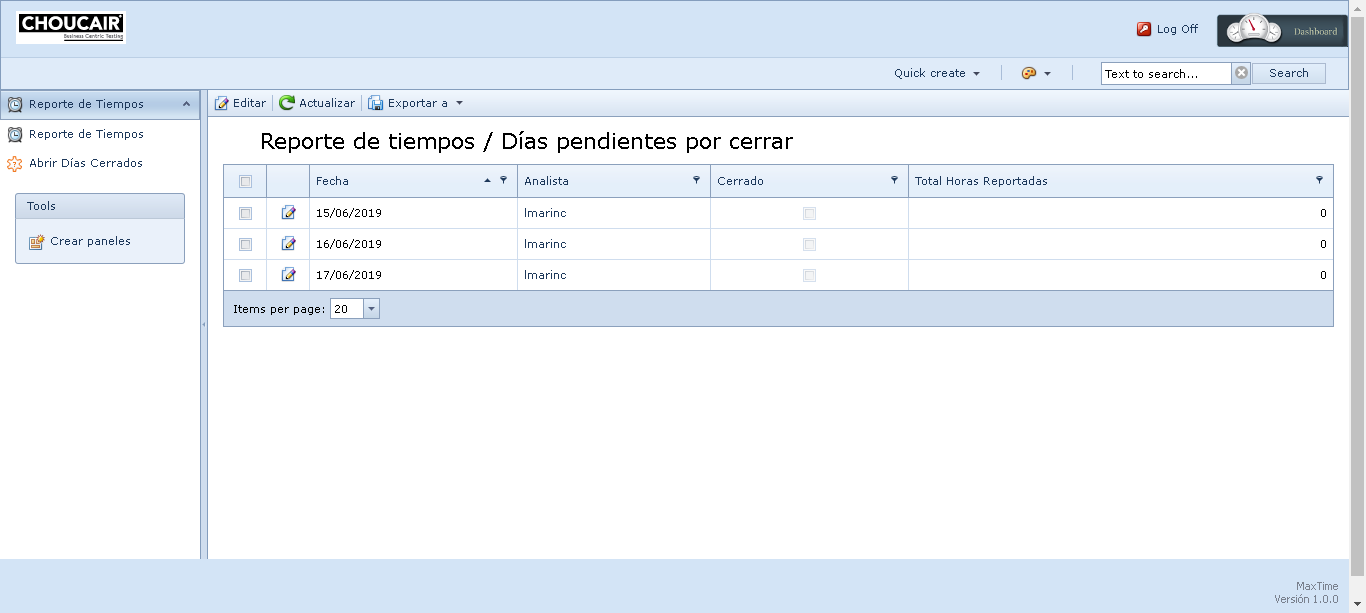 CHOUCAIR
Business Centric Testing
Log Off
Dashboard
Quick create
Text to search...
Search
Reporte de Tiempos
Reporte de Tiempos
Abrir Días Cerrados
Tools
Crear paneles
Editar
Actualizar
Exportar a
Reporte de tiempos / Días pendientes por cerrar
Fecha Analista Cerrado Total Horas Reportadas
15/06/2019 lmarinc 0
16/06/2019 lmarinc 0
17/06/2019 lmarinc 0
Items per page: 20
MaxTime
Versión 1.0.0